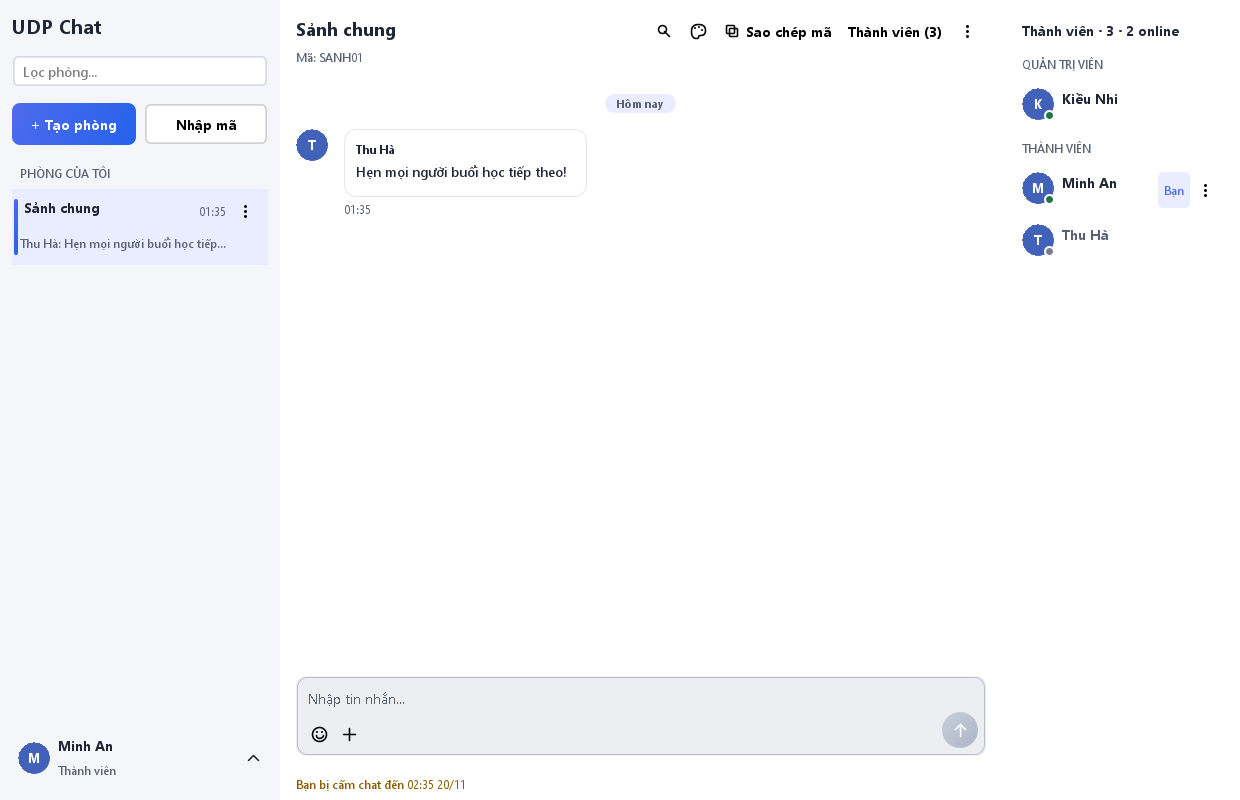 UDP Chat
Lọc phòng...
+ Tạo phòng
Nhập mã
PHÒNG CỦA TÔI
Sảnh chung
01:35
Thu Hà: Hẹn mọi người buổi học tiếp...
M
Minh An
Thành viên
Sảnh chung
Mã: SANH01
Sao chép mã
Thành viên (3)
Hôm nay
T
Thu Hà
Hẹn mọi người buổi học tiếp theo!
01:35
Nhập tin nhắn...
Bạn bị cấm chat đến 02:35 20/11
Thành viên - 3 - 2 online
QUẢN TRỊ VIÊN
K
Kiều Nhi
THÀNH VIÊN
M
Minh An
Bạn
T
Thu Hà